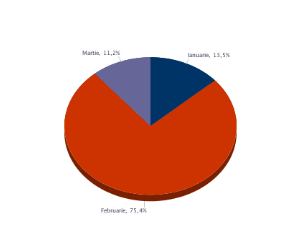 Martie, 11,2%
Ianuarie, 13,5%
Februarie, 75,4%